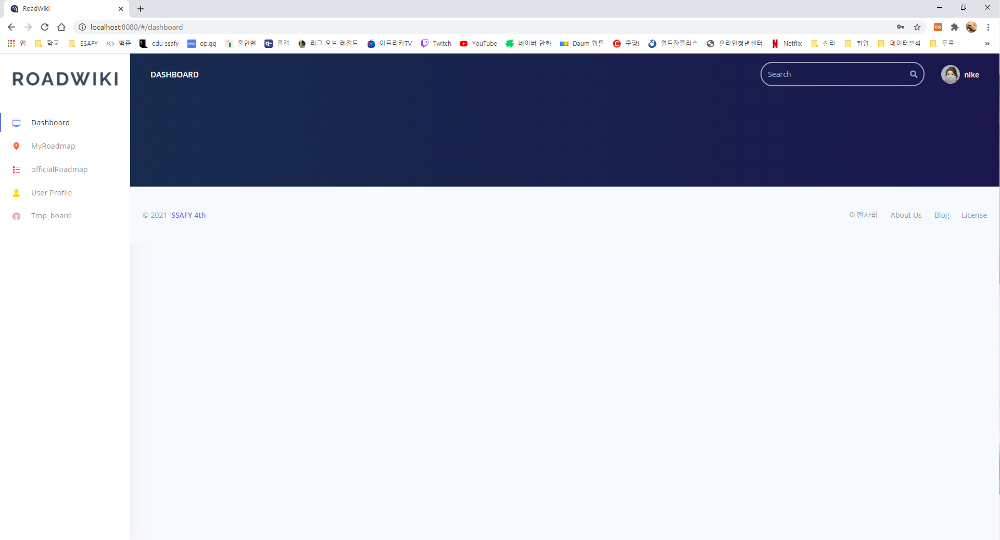 RoadWiki
localhost:8080/#/dashboard
앱 학교 SSAFY 백준 edu ssafy op.gg 롤인벤 롤갤 리그 오브 레전드 아프리카TV Twitch YouTube 네이버 만화 Daum 웹툰 쿠팡! 월드잡플러스 온라인청년센터 Netflix 신라 취업 데이터분석 푸르
ROADWIKI
DASHBOARD
Search
nike
Dashboard
MyRoadmap
officialRoadmap
User Profile
Tmp_board
© 2021 SSAFY 4th
이전사비 About Us Blog License